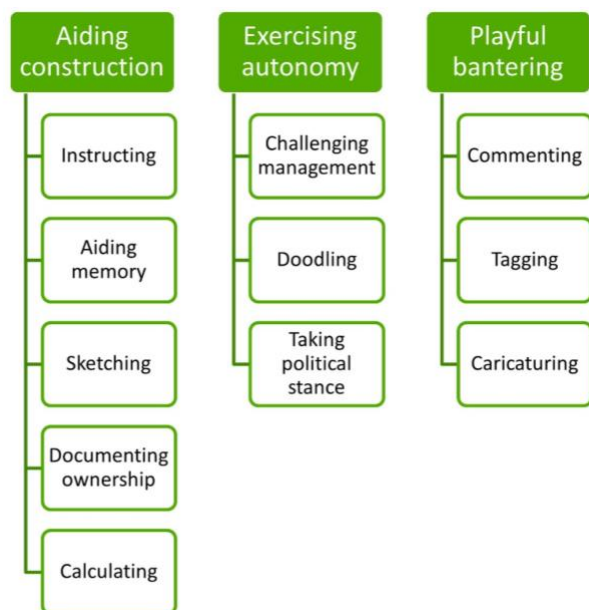 Aiding
construction
Instructing
Aiding
memory
Sketching
Documenting
ownership
Calculating
Exercising
autonomy
Challenging
management
Doodling
Taking
political
stance
Playful
bantering
Commenting
Tagging
Caricaturing